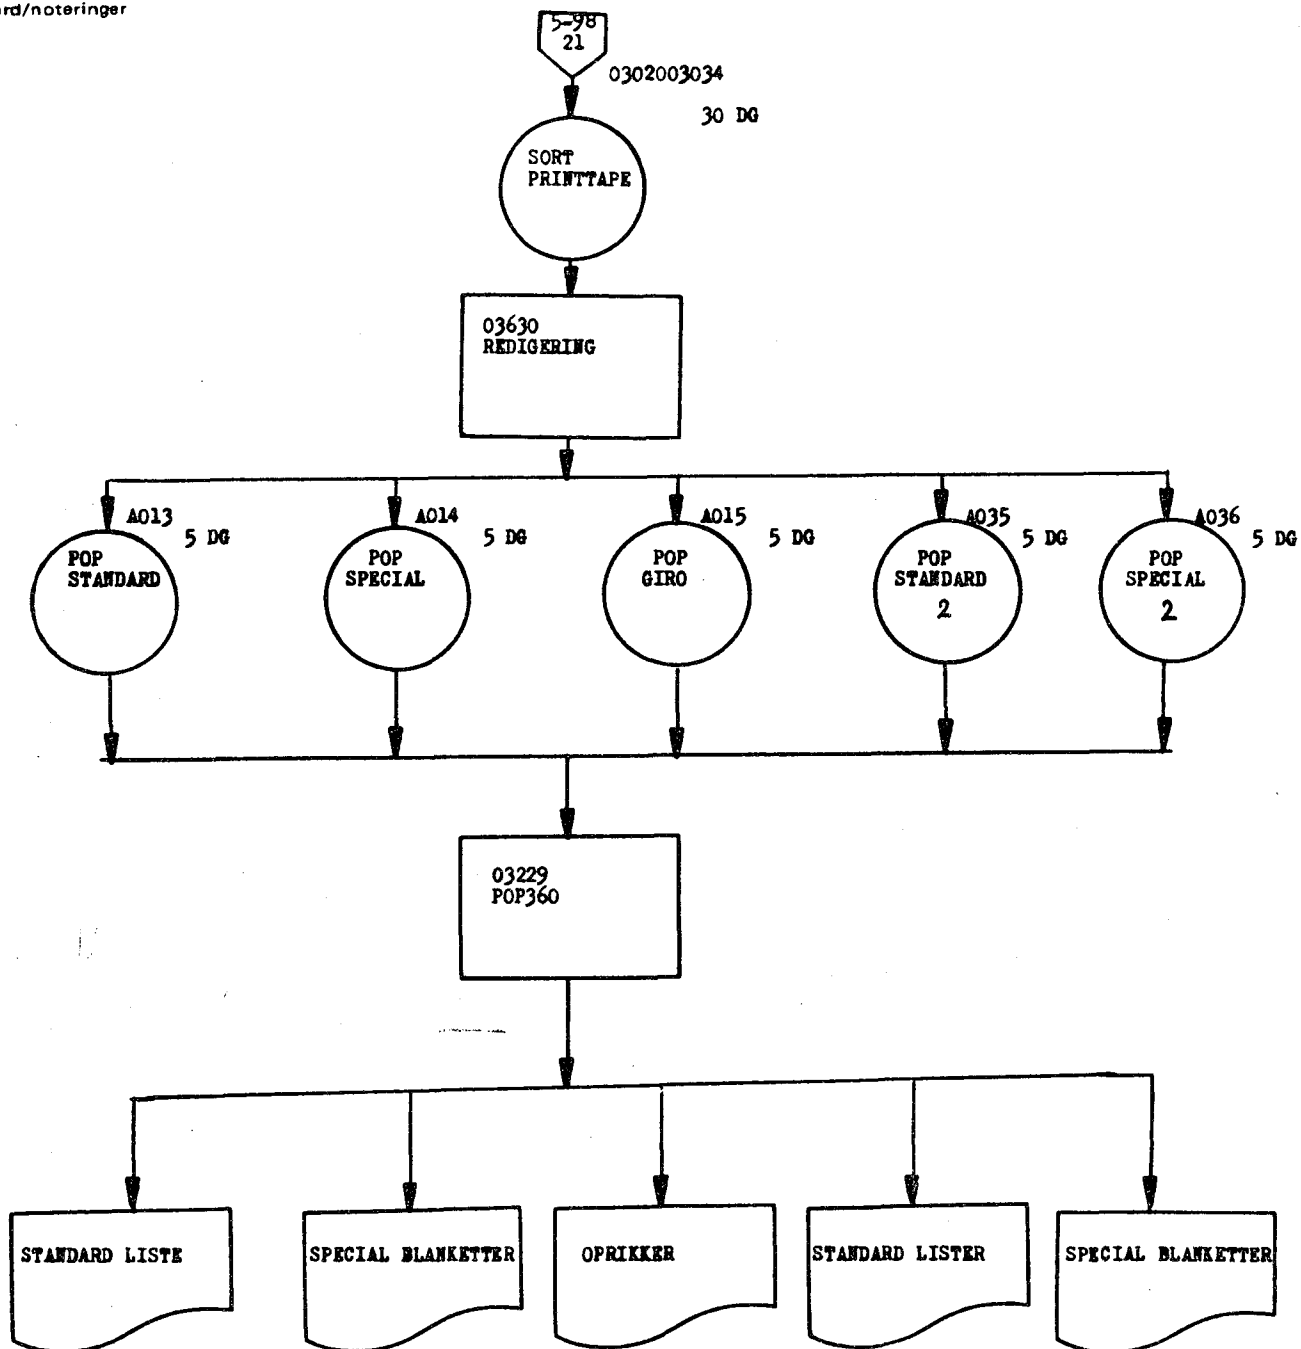 rd/noteringer
5-98
21
0302003034
30 DG
SORT
PRINTTAPE
03630
REDIGERING
A013
5 DG
POP
STANDARD
A014
5 DG
POP
SPECIAL
A015
5 DG
POP
GIRO
A035
5 DG
POP
STANDARD
2
A036
5 DG
POP
SPECIAL
2
03229
POP360
STANDARD LISTE
SPECIAL BLANKETTER
OPRIKKER
STANDARD LISTER
SPECIAL BLANKETTER